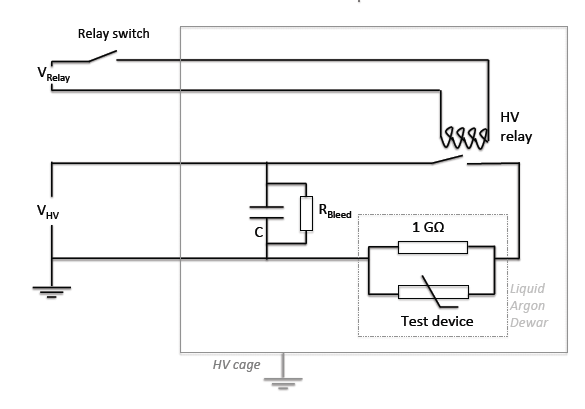 Relay switch
VRelay
HV
relay
VHV
C
RBleed
1 GΩ
Test device
Liquid
Argon
Dewar
HV cage